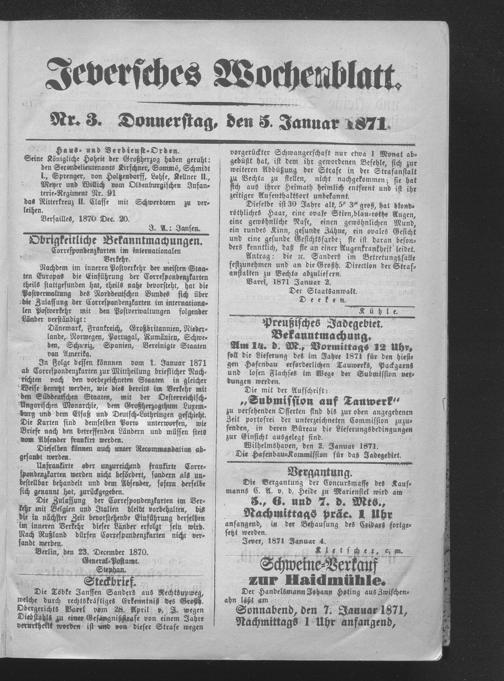 Jeversches Wochenblatt.
Nr. 3. Donnerstag, den 5. Januar 1871.
Haus- und Verdienst-Orden.
Seine Königliche Hoheit der Großherzog haben geruht:
den Secondelieutenants Kirschner, Sommé, Schmidt
I., Sprenger, von Holzendorff, Bohle, Kellner II.,
Meyer und Willich vom Oldenburgischen Infan-
terie-Regiment Nr. 91
das Ritterkreuz II. Classe mit Schwerdtern zu ver-
leihen.
Versailles, 1870 Dec. 20.
J. A.: Jansen.
Obrigkeitliche Bekanntmachungen.
Correspondenzkarten im internationalen
Verkehr.
Nachdem im inneren Postverkehr der meisten Staa-
ten Europas die Einführung der Correspondenzkarten
theils stattgefunden hat, theils nahe bevorsteht, hat die
Postverwaltung des Norddeutschen Bundes sich über
die Zulassung der Correspondenzkarten im internationa-
len Postverkehr mit den Postverwaltungen folgender
Länder verständigt:
Dänemark, Frankreich, Großbritannien, Nieder-
lande, Norwegen, Portugal, Rumänien, Schwe-
den, Schweiz, Spanien, Vereinigte Staaten
von Amerika.
In Folge dessen können vom 1. Januar 1871
ab Correspondenzkarten zur Mittheilung brieflicher Nach-
richten nach den vorbezeichneten Staaten in gleicher
Weise benutzt werden, wie dies bereits im Verkehr mit
den Süddeutschen Staaten, mit der Oesterreichisch-
Ungarischen Monarchie, dem Großherzogthum Luxem-
burg und dem Elsaß und Deutsch-Lothringen geschieht.
Die Karten sind demselben Porto unterworfen, wie
Briefe nach den betreffenden Ländern und müssen stets
vom Absender frankirt werden.
Dieselben können auch unter Recommandation ab-
gesandt werden.
Unfrankirte oder unzureichend frankirte Corre-
spondenzkarten werden nicht befördert, sondern als unbe-
stellbar behandelt und dem Absender, sofern derselbe
sich genannt hat, zurückgegeben.
Die Zulassung der Correspondenzkarten im Ver-
kehr mit Belgien und Italien bleibt vorbehalten, bis
die in nächster Zeit bevorstehende Einführung derselben
im inneren Verkehr dieser Länder erfolgt sein wird.
Nach Rußland dürfen Correspondenzkarten nicht ver-
sandt werden.
Berlin, den 23. December 1870.
General-Postamt.
Stephan.
Steckbrief.
Die Tobke Janssen Sanders aus Rechtbuweg,
welche durch rechtskräftiges Erkenntniß des Großh.
Obergerichts Varel vom 28. April v. J. wegen
Diebstahls zu einer Gefängnißstrafe von einem Jahre
verurtheilt worden ist und von dieser Strafe wegen
vorgerückter Schwangerschaft nur etwa 1 Monat ab-
gebüßt hat, ist dem ihr gewordenen Befehle, sich zur
weiteren Abbüßung der Strafe in der Strafanstalt
zu Vechta zu stellen, nicht nachgekommen; sie hat
sich aus ihrer Heimath heimlich entfernt und ist ihr
zeitiger Aufenthaltsort unbekannt.
Dieselbe ist 30 Jahre alt, 5' 3" groß, hat blond-
röthliches Haar, eine ovale Stirn, blau-rothe Augen,
eine gewöhnliche Nase, einen gewöhnlichen Mund,
ein rundes Kinn, gesunde Zähne, ein ovales Gesicht
und eine gesunde Gesichtsfarbe; sie ist daran beson-
ders kenntlich, daß sie an einer Augenkrankheit leidet.
Antrag: die rc. Sanders im Betretungsfalle
festzunehmen und an die Großh. Direction der Straf-
anstalten zu Vechta abzuliefern.
Varel, 1871 Januar 2.
Der Staatsanwalt.
Deeken.
Kühle.
Preußisches Jadegebiet.
Bekanntmachung.
Am 14. d. M., Vormittags 12 Uhr,
soll die Lieferung des im Jahre 1871 für den hiesi-
gen Hafenbau erforderlichen Tauwerks, Packgarns
und losen Flachses im Wege der Submission ver-
dungen werden.
Die mit der Aufschrift:
„Submission auf Tauwerk"
zu versehenden Offerten sind bis zur oben angegebenen
Zeit portofrei der unterzeichneten Commission zuzu-
senden, in deren Büreau die Lieferungsbedingungen
zur Einsicht ausgelegt sind.
Wilhelmshaven, den 2. Januar 1871.
Die Hafenbau-Kommission für das Jadegebiet.
Vergantung.
Die Vergantung der Concursmasse des Kauf-
manns C. A. v. d. Heide zu Mariensiel wird am
5., 6. und 7. d. Mts.,
Nachmittags präc. 1 Uhr
anfangend, in der Behausung des Cridars fortge-
setzt werden.
Jever, 1871 Januar 4.
Kletscher, c. m.
Schweine-Verkauf
zur Haidmühle.
Der Handelsmann Johann Hoting aus Zwischen-
ahn läßt am
Sonnabend, den 7. Januar 1871,
Nachmittags 1 Uhr anfangend,